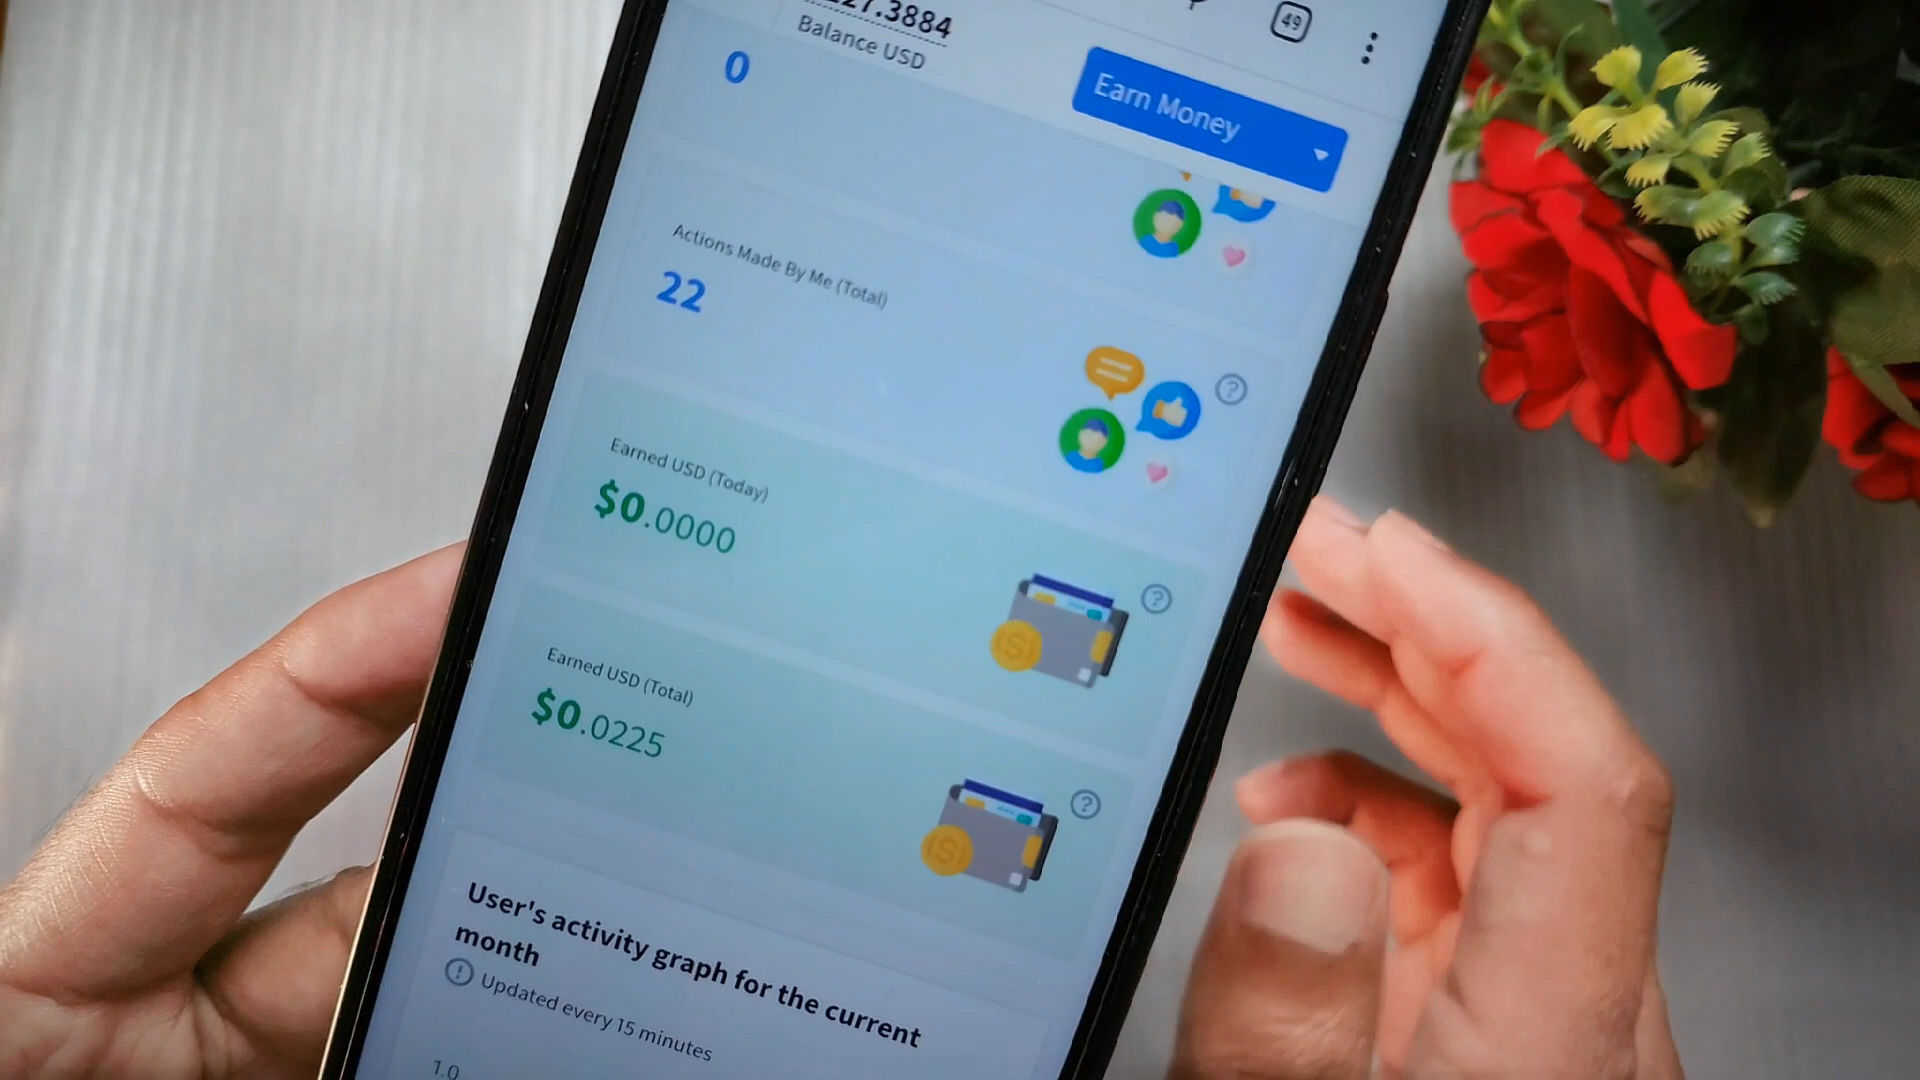 49
Balance USD
Earn Money
0
Actions Made By Me (Total)
22
Earned USD (Today)
$0.0000
Earned USD (Total)
$0.0225
User's activity graph for the current
month
Updated every 15 minutes
1.0